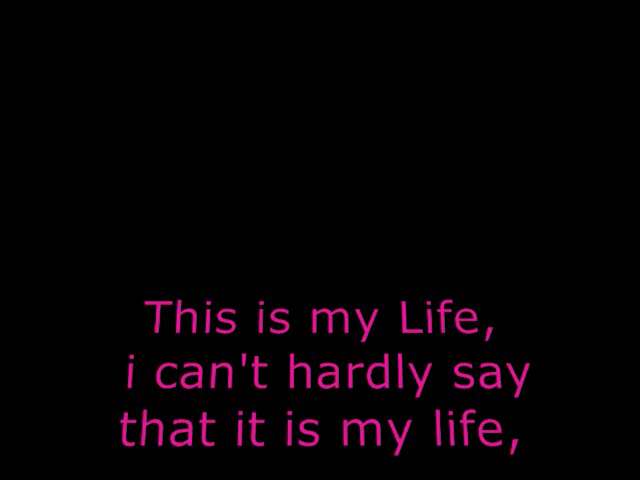 This is my Life,
i can't hardly say
that it is my life,